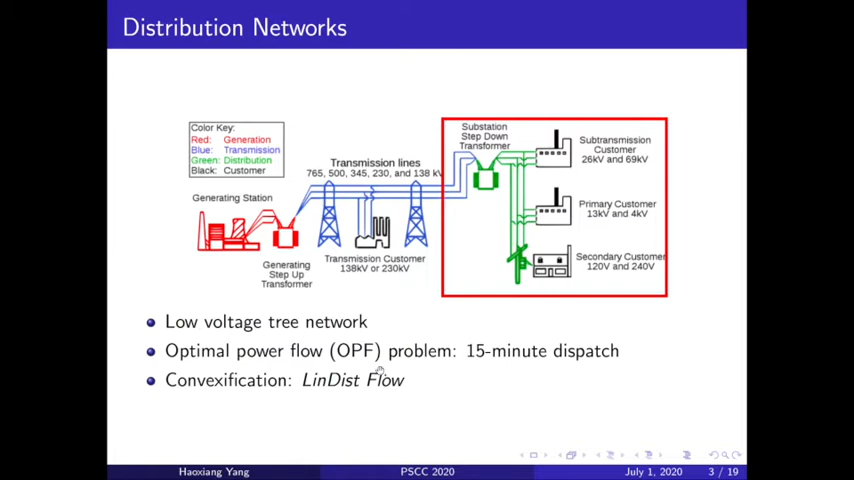 Distribution Networks
Color Key:
Red: Generation
Blue: Transmission
Green: Distribution
Black: Customer
Generating Station
Generating
Step Up
Transformer
Transmission lines
765, 500, 345, 230, and 138 kV
Transmission Customer
138kV or 230kV
Substation
Step Down
Transformer
Subtransmission
Customer
26kV and 69kV
Primary Customer
13kV and 4kV
Secondary Customer
120V and 240V
Low voltage tree network
Optimal power flow (OPF) problem: 15-minute dispatch
Convexification: LinDist Flow
Haoxiang Yang
PSCC 2020
July 1, 2020
3 / 19